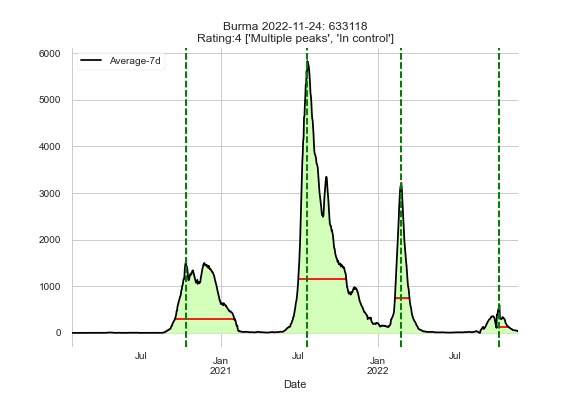 Burma 2022-11-24: 633118
Rating:4 ['Multiple peaks', 'In control']
Average-7d
6000
5000
4000
3000
2000
1000
0
Jul
Jan
2021
Jul
Jan
2022
Jul
Date